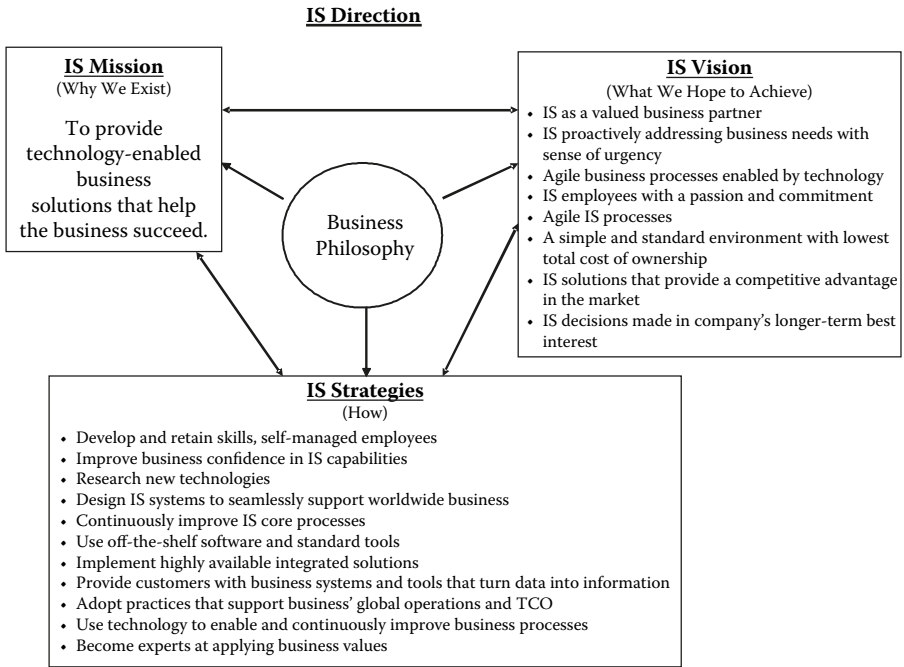 IS Direction
IS Mission
(Why We Exist)
To provide
technology-enabled
business
solutions that help
the business succeed.
Business
Philosophy
IS Vision
(What We Hope to Achieve)
• IS as a valued business partner
• IS proactively addressing business needs with
sense of urgency
• Agile business processes enabled by technology
• IS employees with a passion and commitment
• Agile IS processes
• A simple and standard environment with lowest
total cost of ownership
• IS solutions that provide a competitive advantage
in the market
• IS decisions made in company's longer-term best
interest
IS Strategies
(How)
• Develop and retain skills, self-managed employees
• Improve business confidence in IS capabilities
• Research new technologies
• Design IS systems to seamlessly support worldwide business
• Continuously improve IS core processes
• Use off-the-shelf software and standard tools
• Implement highly available integrated solutions
• Provide customers with business systems and tools that turn data into information
• Adopt practices that support business' global operations and TCO
• Use technology to enable and continuously improve business processes
• Become experts at applying business values